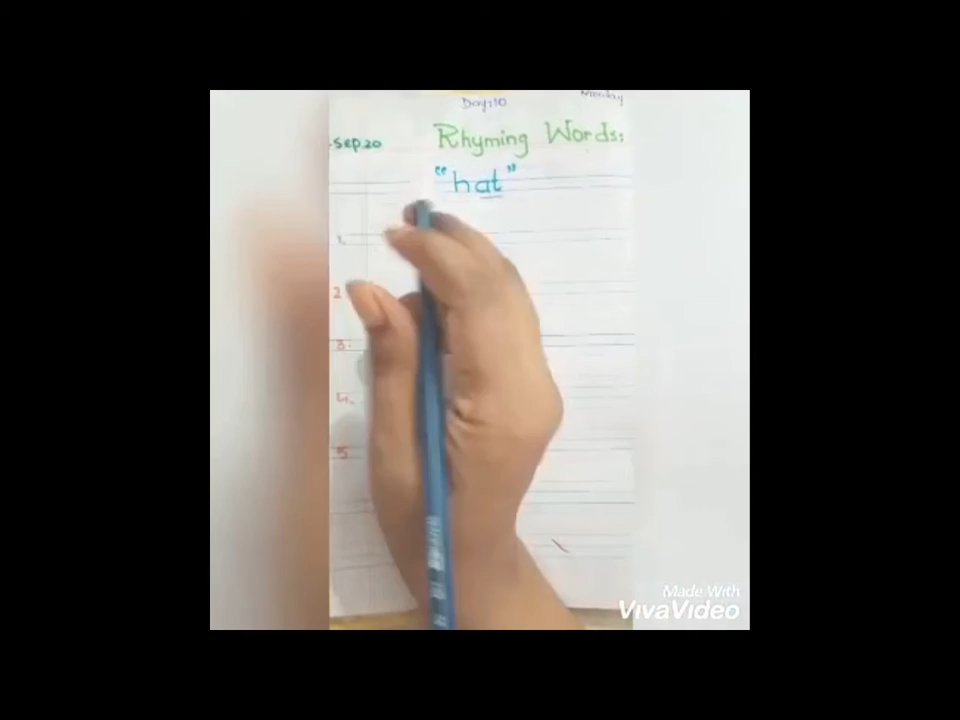 Day:10 Monday
-Sep.20 Rhyming Words:
"hat"
1.
2
3.
4.
5
Made With
VivaVideo